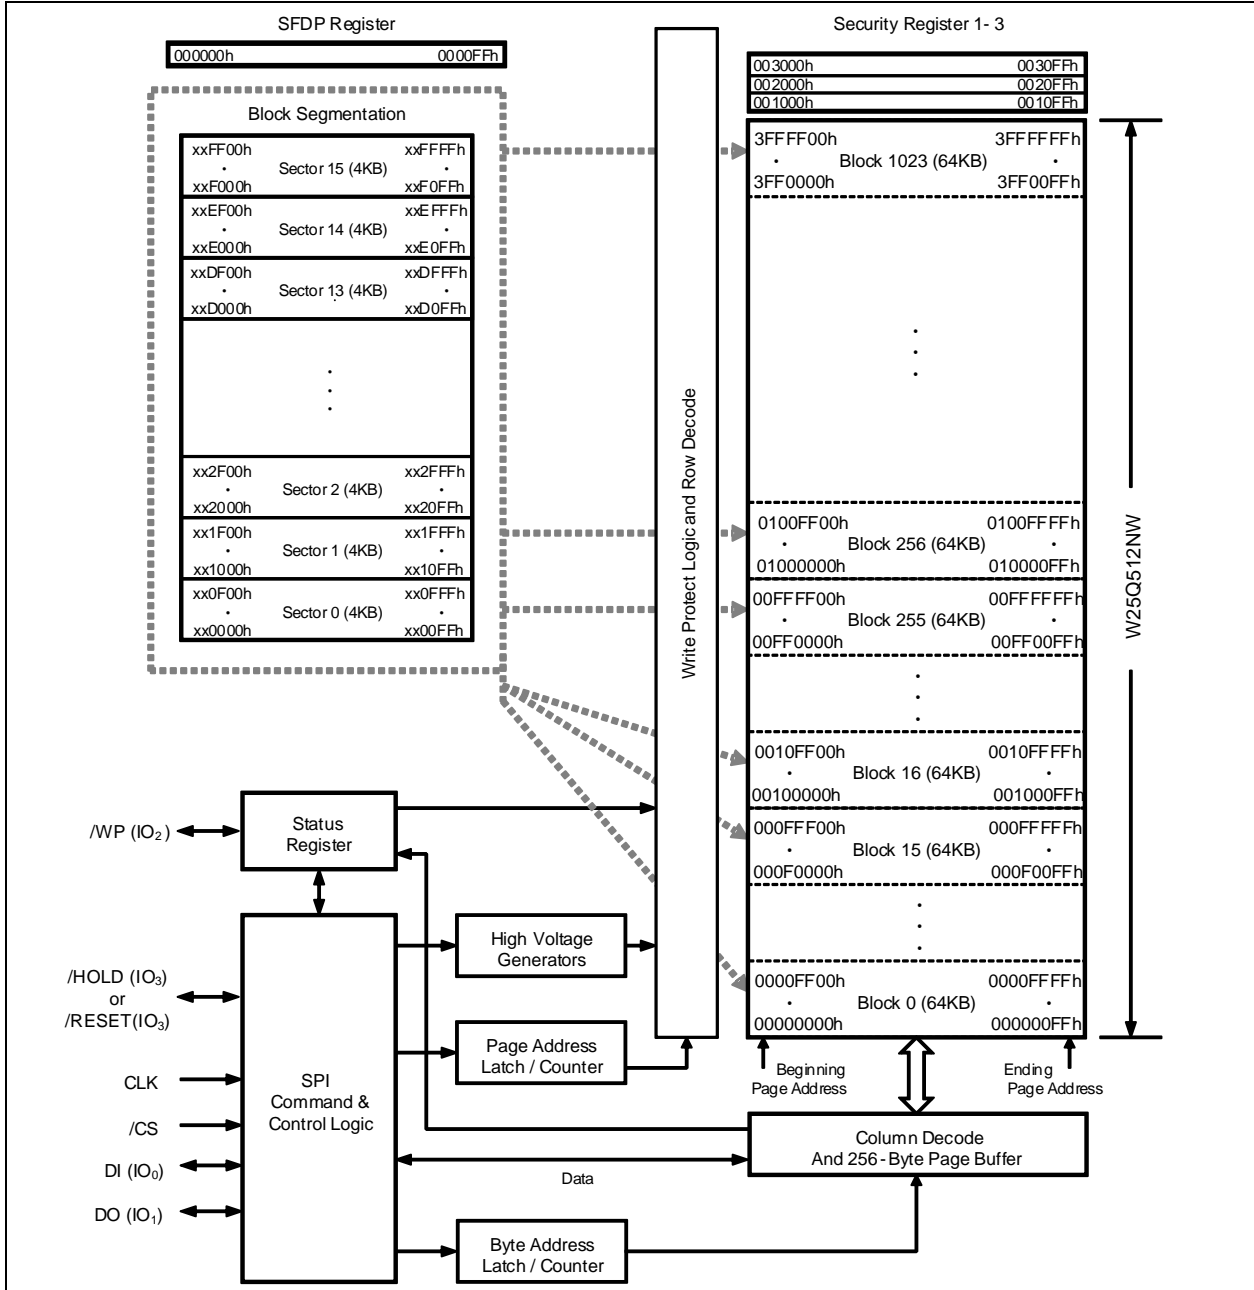 SFDP Register
000000h 0000FFh
Block Segmentation
xxFF00h xxFFFFh
Sector 15 (4KB)
xxF000h xxF0FFh
xxEF00h xxEFFFh
Sector 14 (4KB)
xxE000h xxE0FFh
xxDF00h xxDFFFh
Sector 13 (4KB)
xxD000h xxD0FFh
xx2F00h xx2FFFh
Sector 2 (4KB)
xx2000h xx20FFh
xx1F00h xx1FFFh
Sector 1 (4KB)
xx1000h xx10FFh
xx0F00h xx0FFFh
Sector 0 (4KB)
xx0000h xx00FFh
Write Protect Logic and Row Decode
Security Register 1- 3
003000h 0030FFh
002000h 0020FFh
001000h 0010FFh
3FFFF00h 3FFFFFFh
Block 1023 (64KB)
3FF0000h 3FF00FFh
0100FF00h 0100FFFFh
Block 256 (64KB)
01000000h 010000FFh
00FFFF00h 00FFFFFFh
Block 255 (64KB)
00FF0000h 00FF00FFh
0010FF00h 0010FFFFh
Block 16 (64KB)
00100000h 001000FFh
000FFF00h 000FFFFFh
Block 15 (64KB)
000F0000h 000F00FFh
0000FF00h 0000FFFFh
Block 0 (64KB)
00000000h 000000FFh
W25Q512NW
Beginning
Page Address
Ending
Page Address
Column Decode
And 256-Byte Page Buffer
/WP (IO₂)
Status
Register
/HOLD (IO₃)
or
/RESET(IO₃)
CLK
/CS
DI (IO₀)
DO (IO₁)
SPI
Command &
Control Logic
High Voltage
Generators
Page Address
Latch / Counter
Data
Byte Address
Latch / Counter